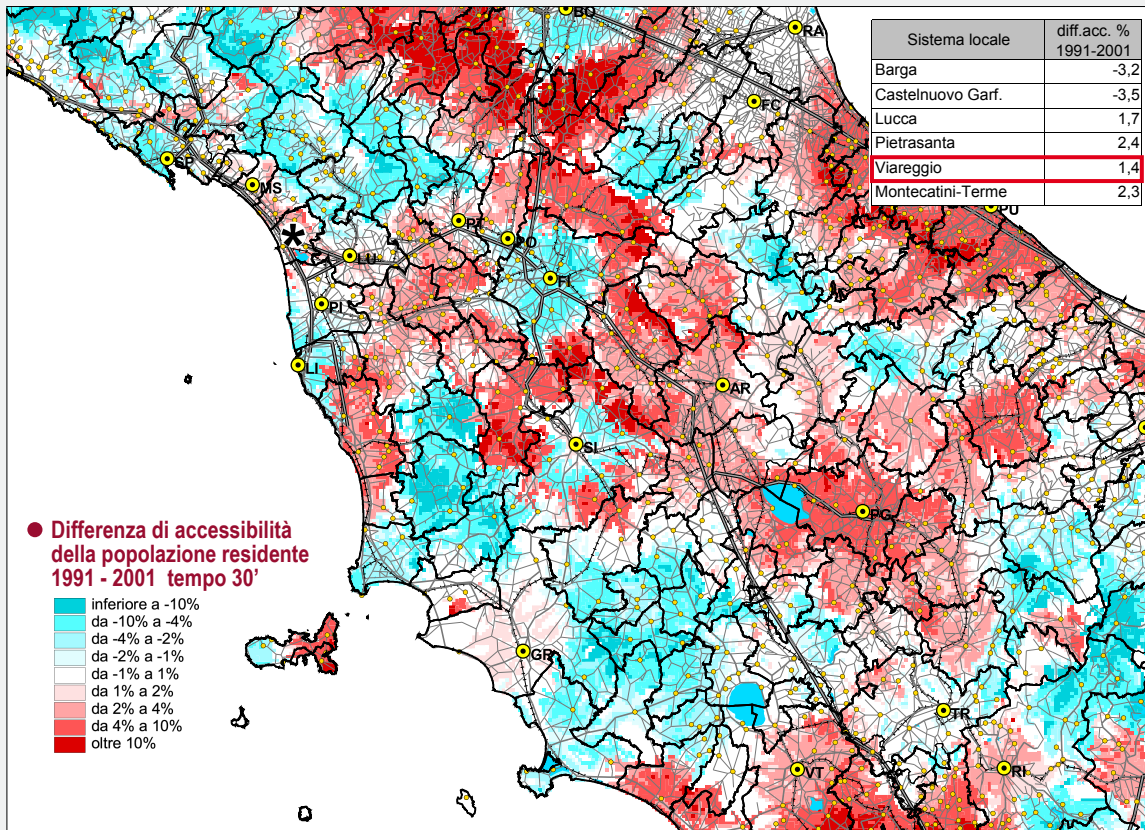 Sistema locale diff.acc. % 1991-2001
Barga -3,2
Castelnuovo Garf. -3,5
Lucca 1,7
Pietrasanta 2,4
Viareggio 1,4
Montecatini-Terme 2,3
BO
RA
FC
SP
MS
PU
*
PT
PO
LU
FI
PI
LI
AR
SI
PG
GR
TR
VT
RI
Differenza di accessibilità
della popolazione residente
1991 - 2001 tempo 30’
inferiore a -10%
da -10% a -4%
da -4% a -2%
da -2% a -1%
da -1% a 1%
da 1% a 2%
da 2% a 4%
da 4% a 10%
oltre 10%